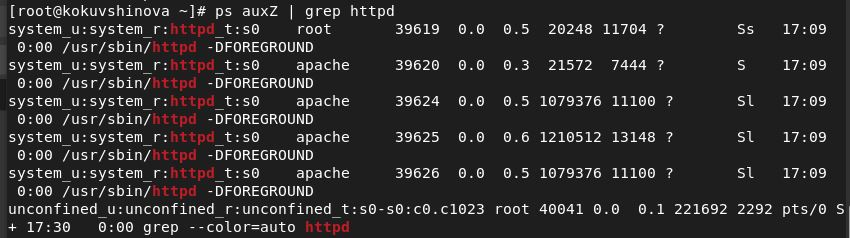 [root@kokuvshinova ~]# ps auxZ | grep httpd
system_u:system_r:httpd_t:s0    root       39619  0.0  0.5  20248 11704 ?        Ss   17:09
 0:00 /usr/sbin/httpd -DFOREGROUND
system_u:system_r:httpd_t:s0    apache     39620  0.0  0.3  21572  7444 ?        S    17:09
 0:00 /usr/sbin/httpd -DFOREGROUND
system_u:system_r:httpd_t:s0    apache     39624  0.0  0.5 1079376 11100 ?       Sl   17:09
 0:00 /usr/sbin/httpd -DFOREGROUND
system_u:system_r:httpd_t:s0    apache     39625  0.0  0.6 1210512 13148 ?       Sl   17:09
 0:00 /usr/sbin/httpd -DFOREGROUND
system_u:system_r:httpd_t:s0    apache     39626  0.0  0.5 1079376 11100 ?       Sl   17:09
 0:00 /usr/sbin/httpd -DFOREGROUND
unconfined_u:unconfined_r:unconfined_t:s0-s0:c0.c1023 root 40041 0.0  0.1 221692 2292 pts/0 S
+ 17:30   0:00 grep --color=auto httpd